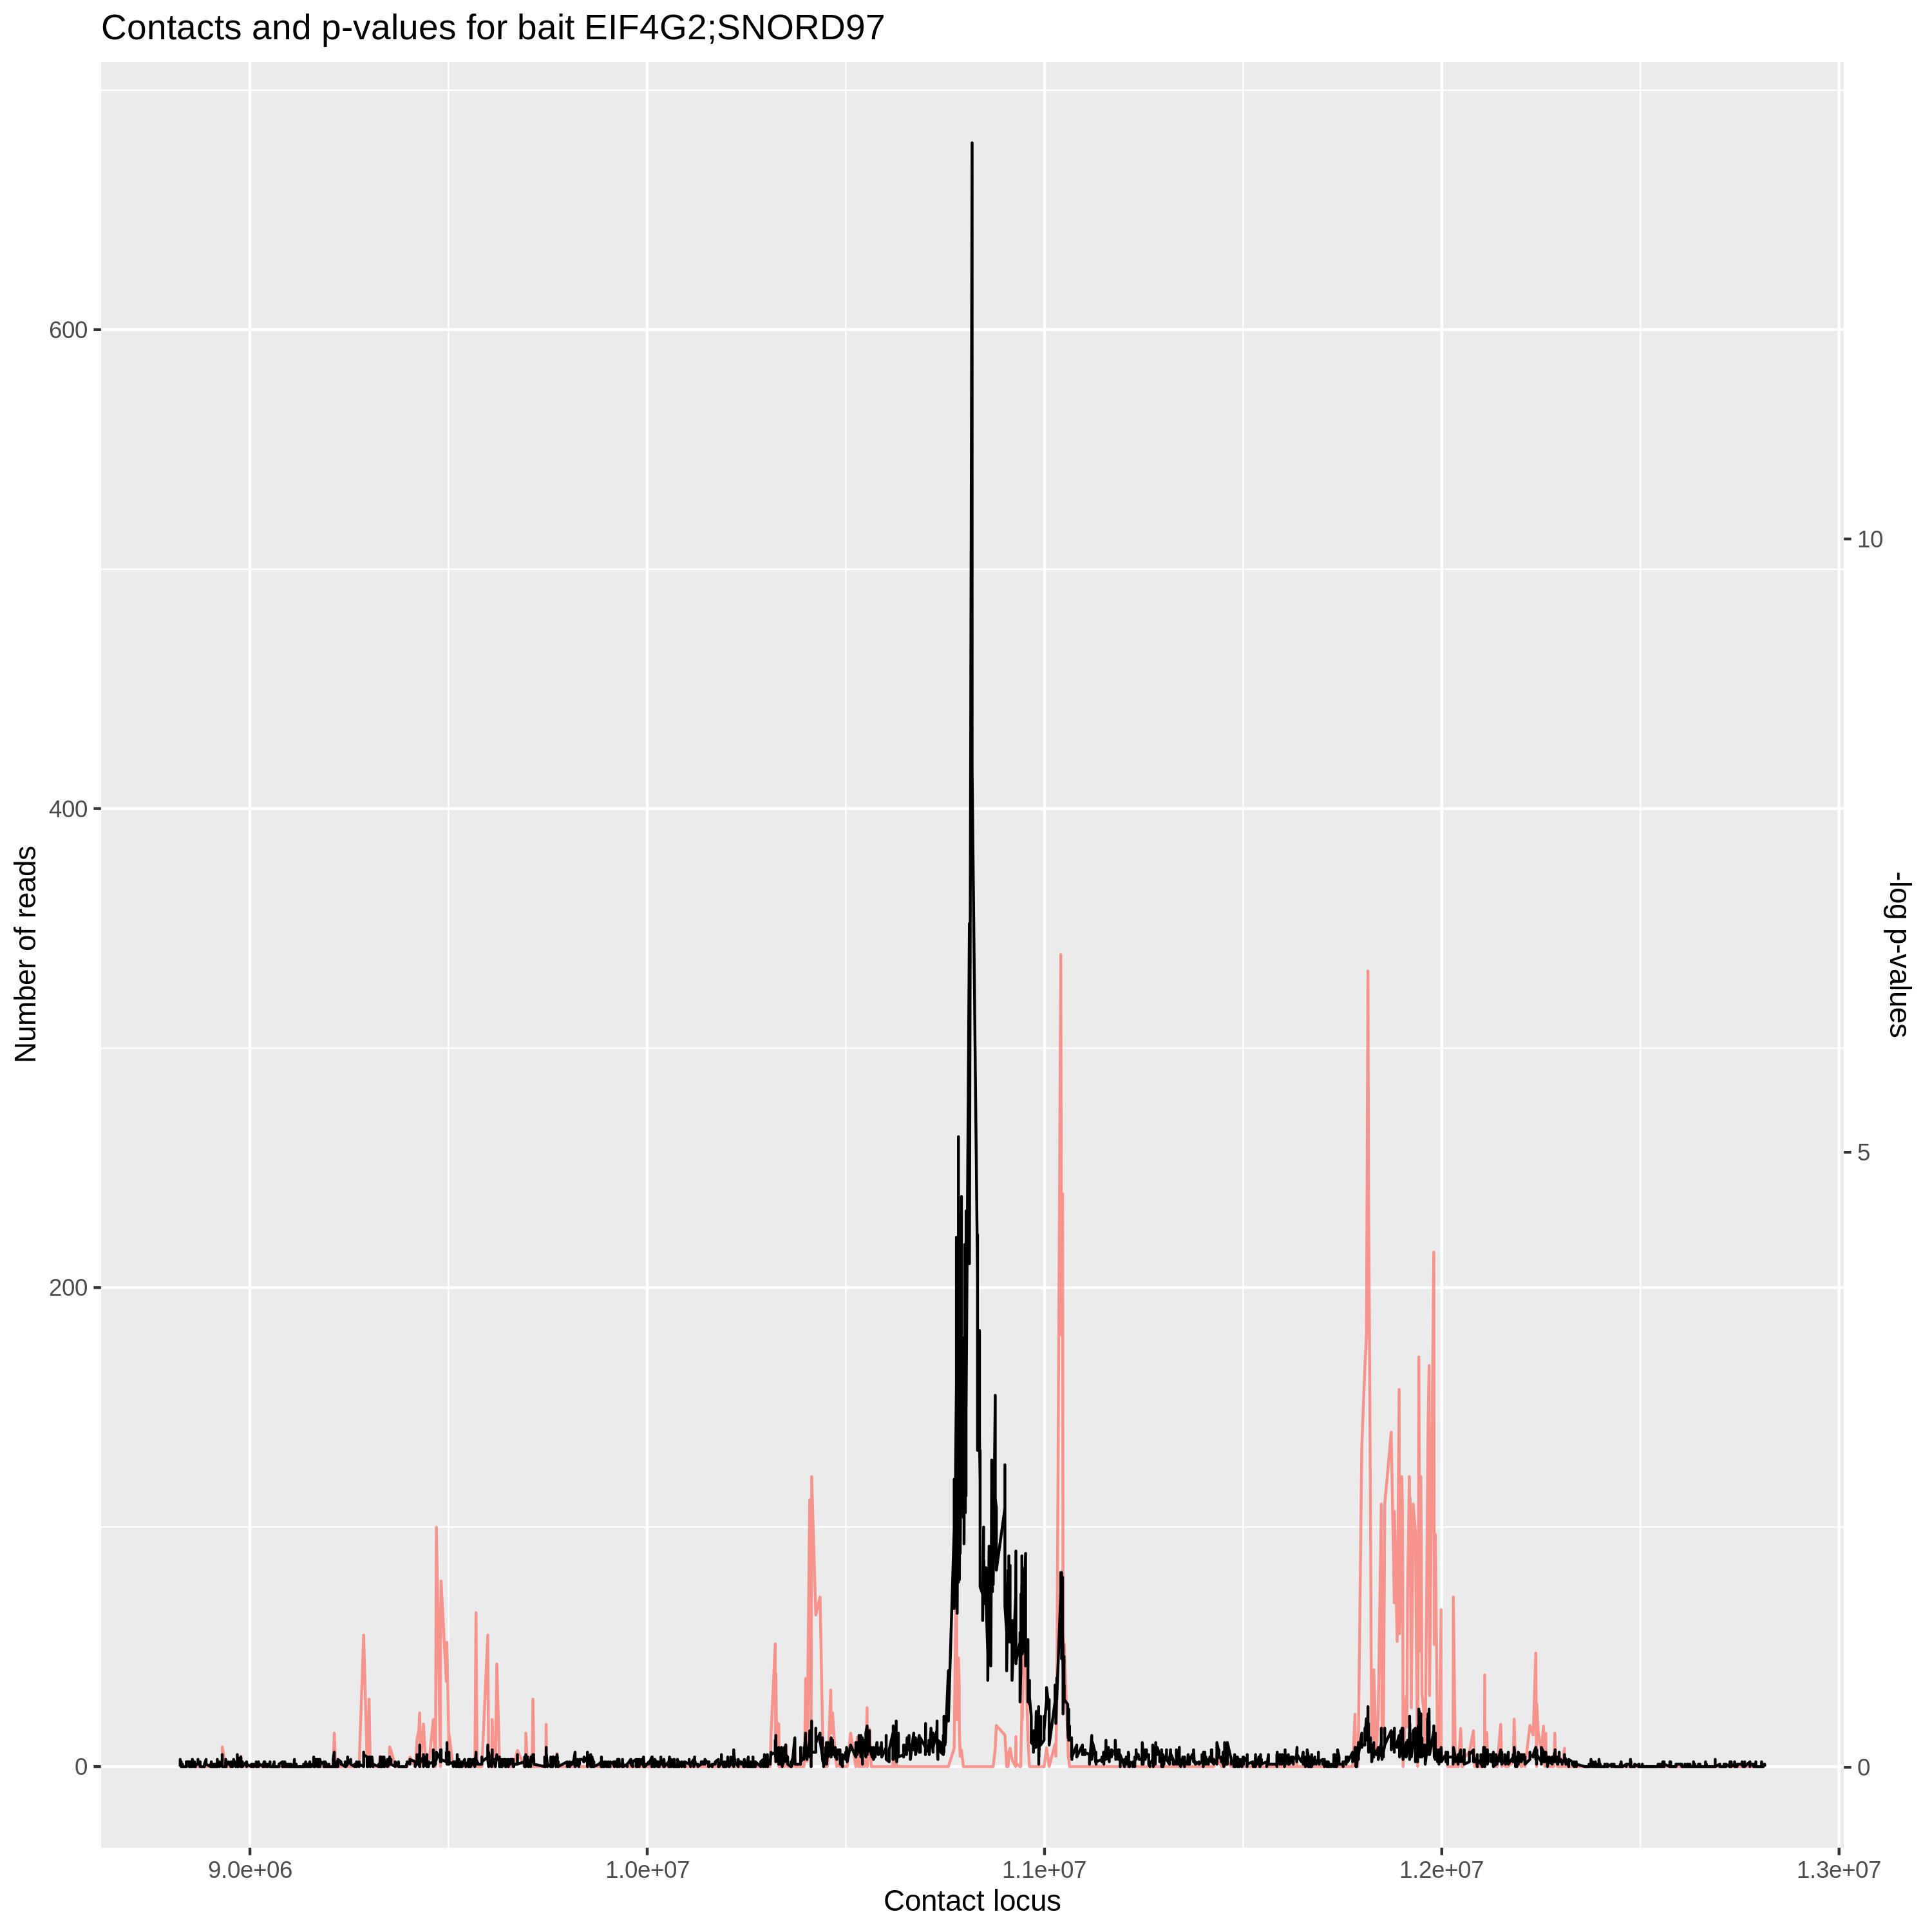 Contacts and p-values for bait EIF4G2;SNORD97
600
400
200
0
Number of reads
10
5
0
-log p-values
9.0e+06
1.0e+07
1.1e+07
1.2e+07
1.3e+07
Contact locus